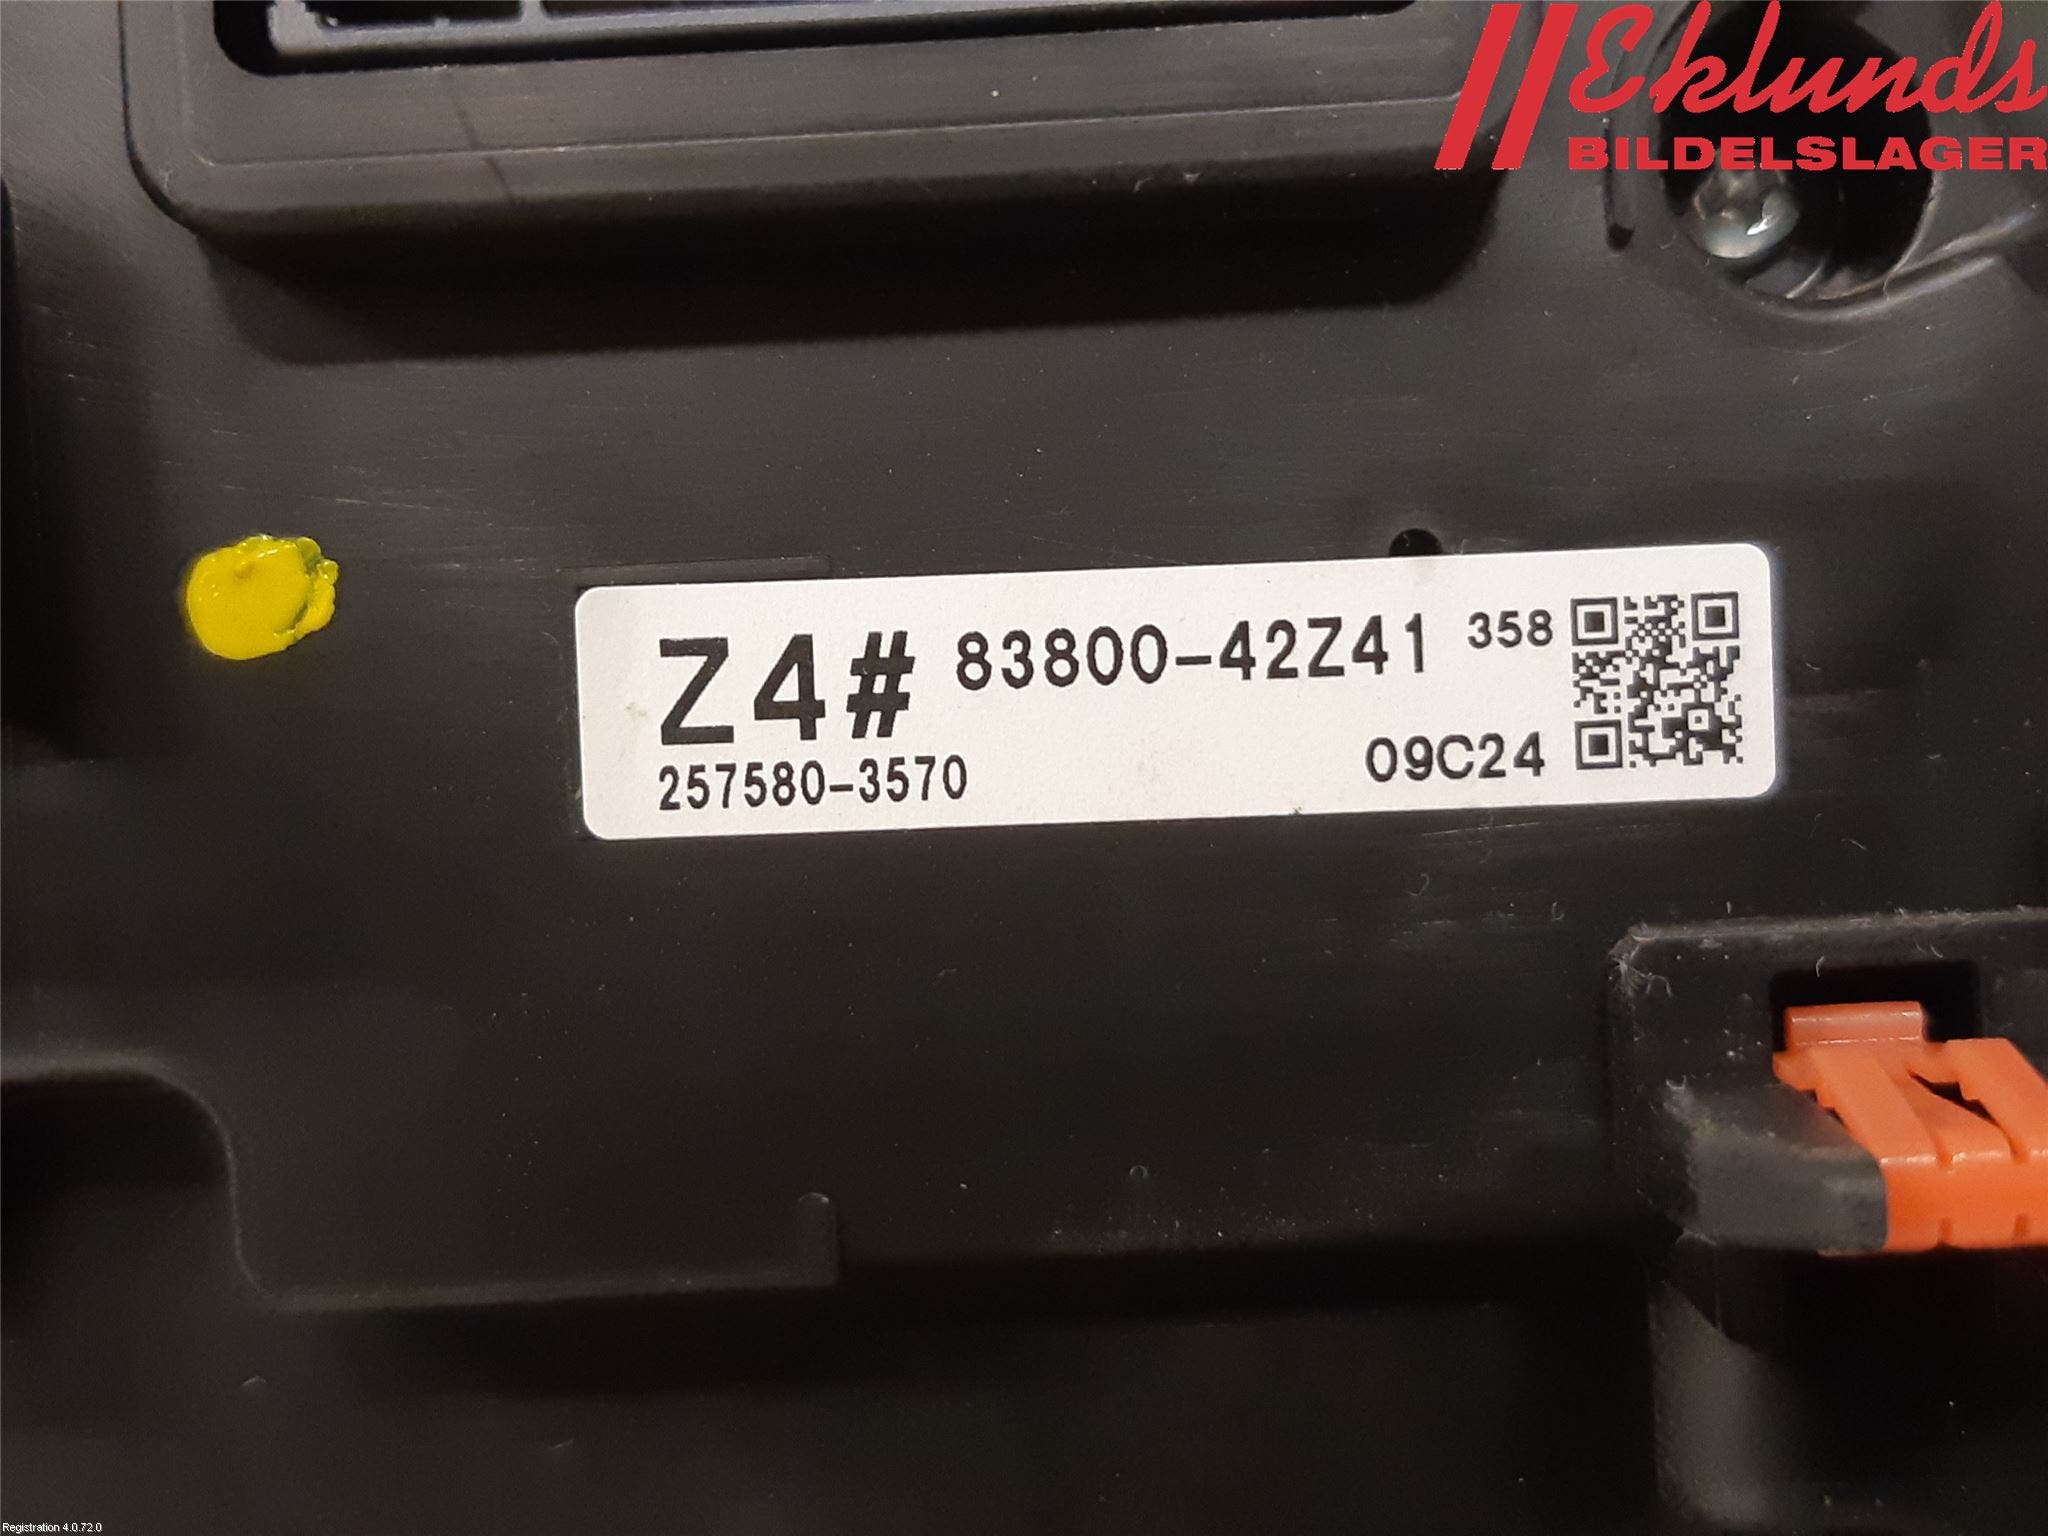 Eklunds
BILDELSLAGER
Z4# 83800-42Z41 358
257580-3570 09C24
Registration 4.0.72.0